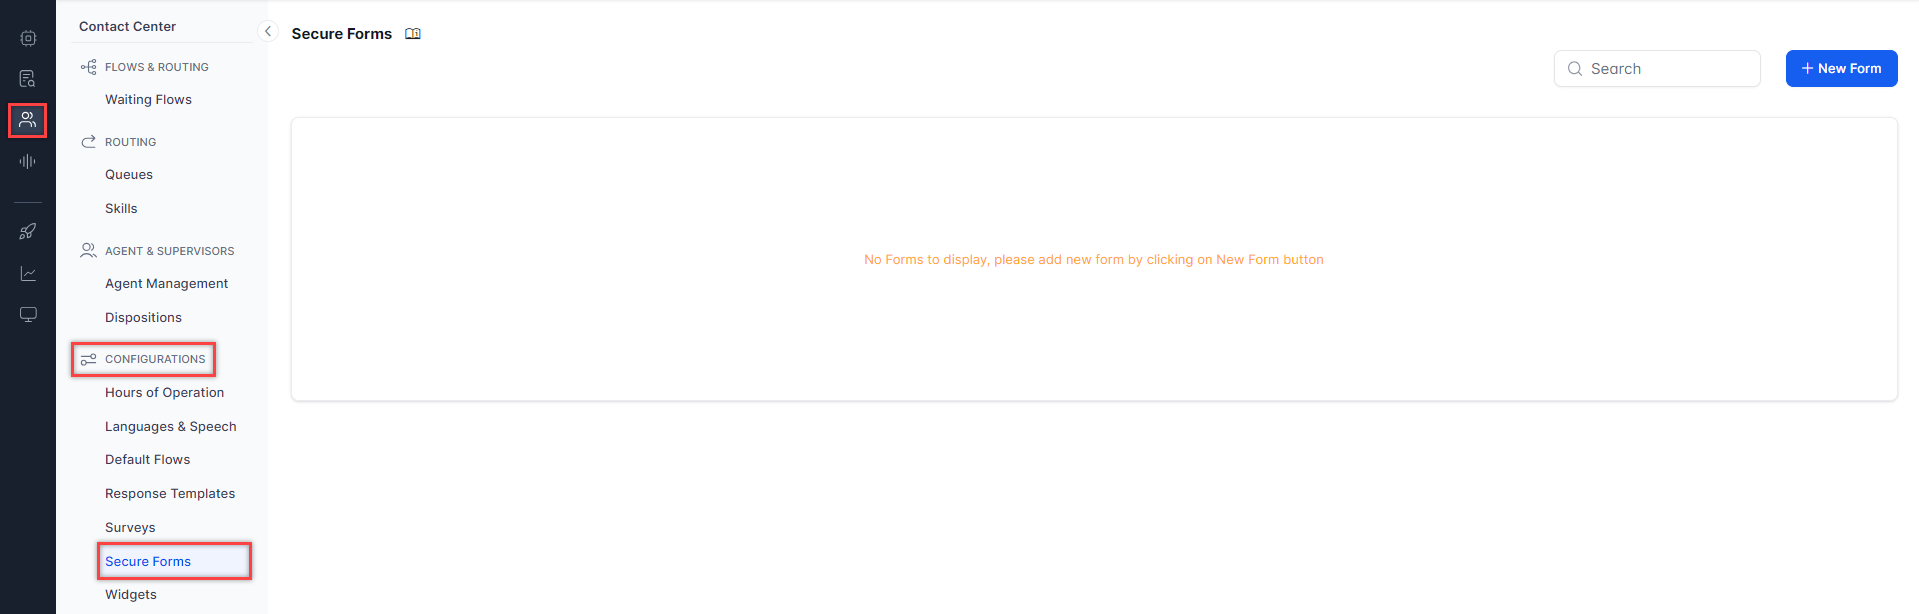 Contact Center
FLOWS & ROUTING
Waiting Flows
ROUTING
Queues
Skills
AGENT & SUPERVISORS
Agent Management
Dispositions
CONFIGURATIONS
Hours of Operation
Languages & Speech
Default Flows
Response Templates
Surveys
Secure Forms
Widgets
Secure Forms
Search
+ New Form
No Forms to display, please add new form by clicking on New Form button